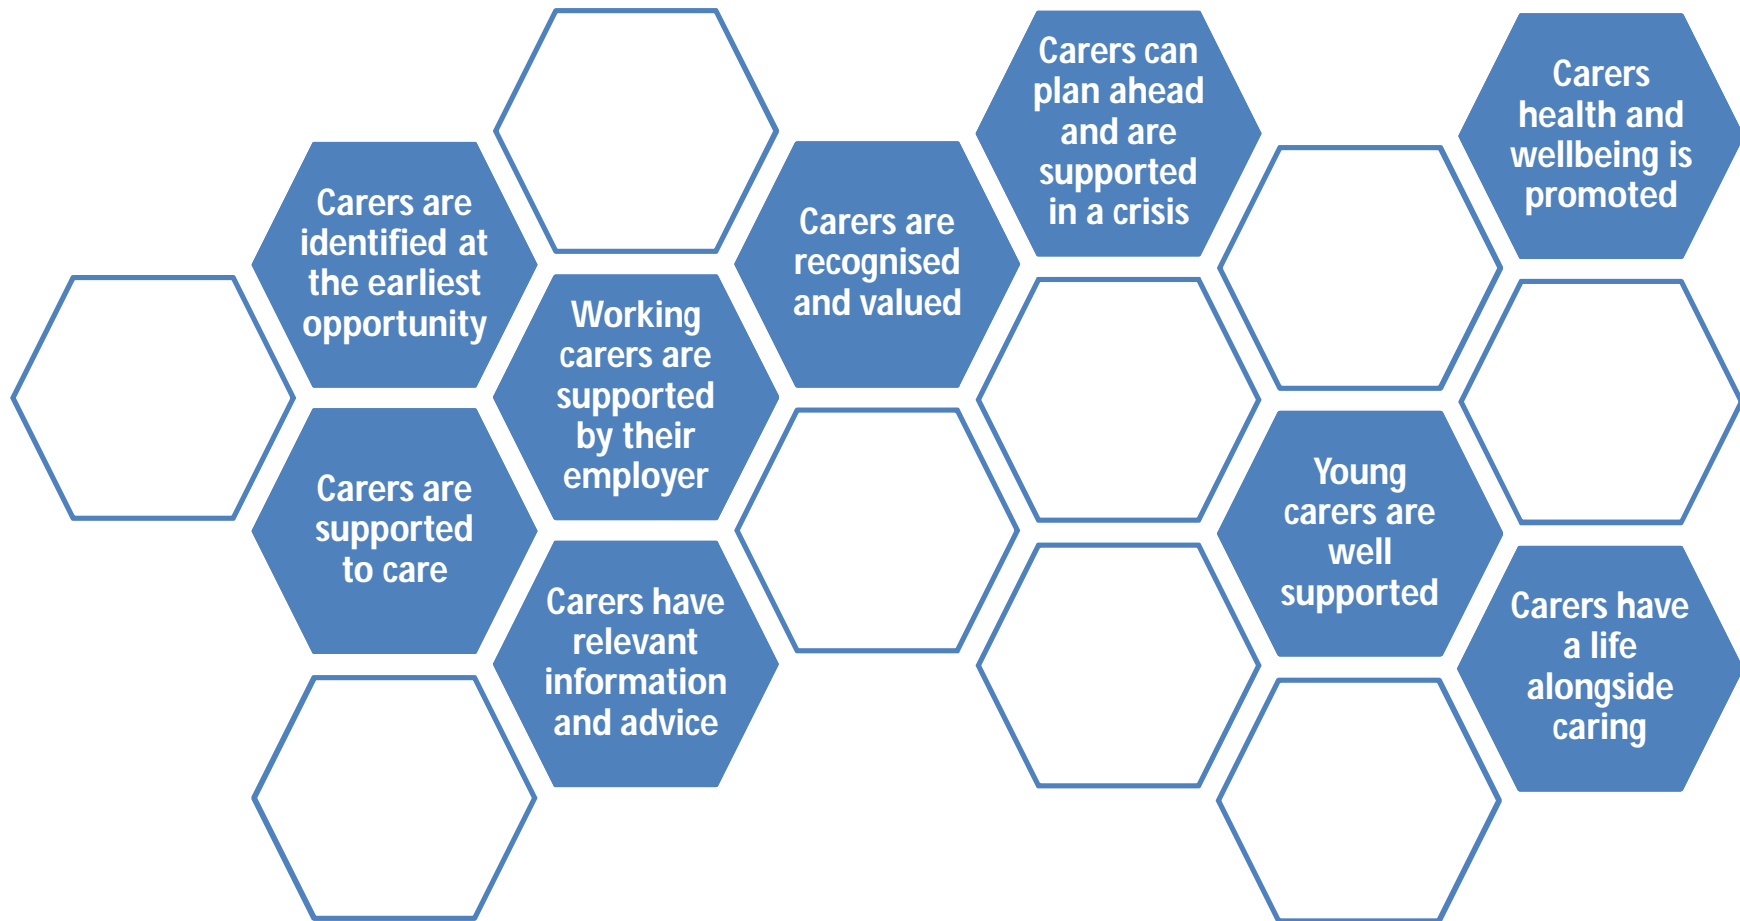 Carers are
identified at
the earliest
opportunity
Carers are
supported
to care
Working
carers are
supported
by their
employer
Carers have
relevant
information
and advice
Carers are
recognised
and valued
Carers can
plan ahead
and are
supported
in a crisis
Young
carers are
well
supported
Carers
health and
wellbeing is
promoted
Carers have
a life
alongside
caring